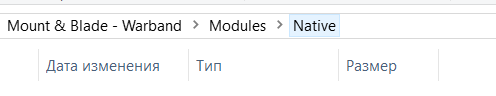 Mount & Blade - Warband > Modules > Native
Дата изменения Тип Размер